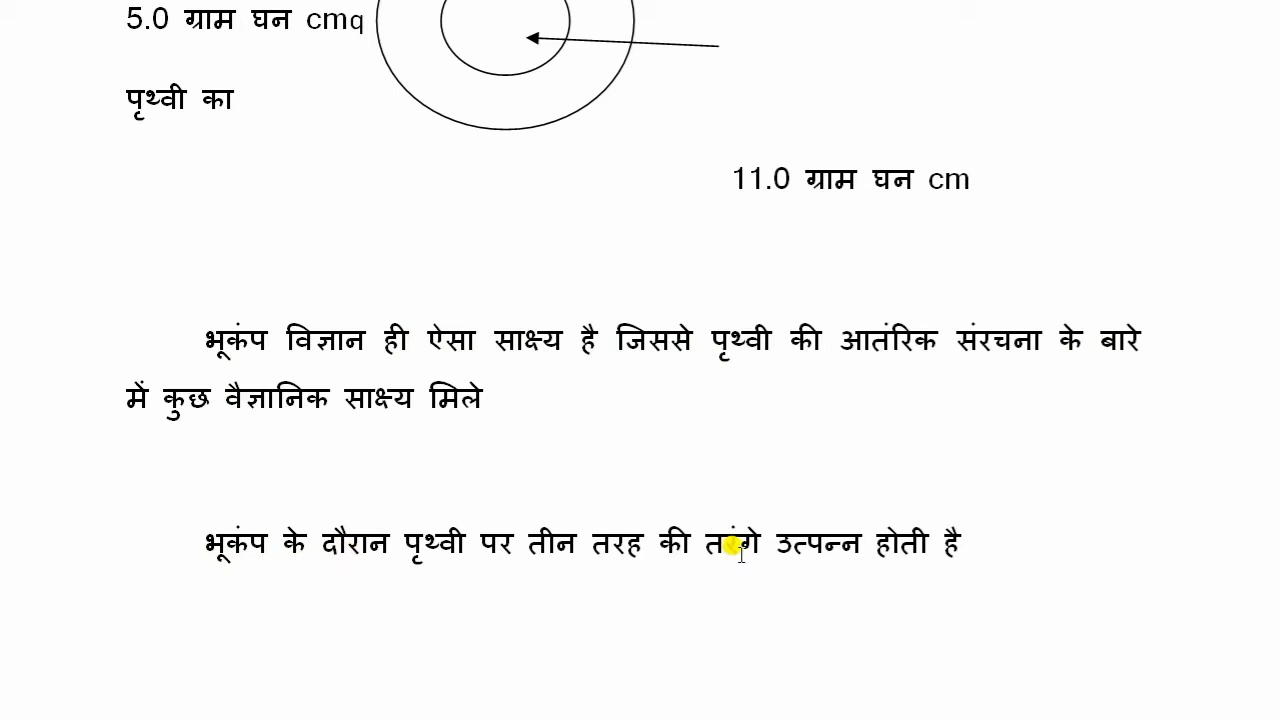 5.0 ग्राम घन cmq
पृथ्वी का
11.0 ग्राम घन cm
भूकंप विज्ञान ही ऐसा साक्ष्य है जिससे पृथ्वी की आतंरिक संरचना के बारे
में कुछ वैज्ञानिक साक्ष्य मिले
भूकंप के दौरान पृथ्वी पर तीन तरह की तरंगे उत्पन्न होती है